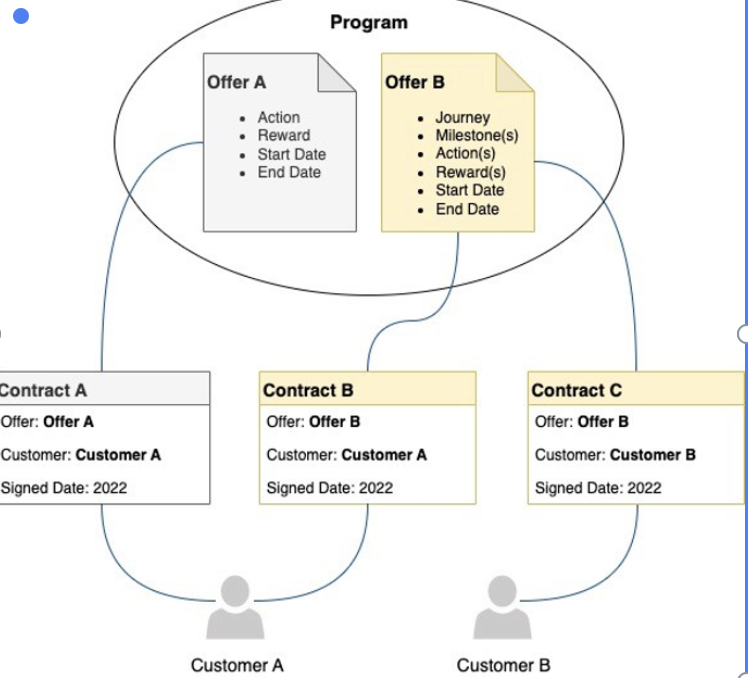 Program
Offer A
• Action
• Reward
• Start Date
• End Date
Offer B
• Journey
• Milestone(s)
• Action(s)
• Reward(s)
• Start Date
• End Date
Contract A
Offer: Offer A
Customer: Customer A
Signed Date: 2022
Contract B
Offer: Offer B
Customer: Customer A
Signed Date: 2022
Contract C
Offer: Offer B
Customer: Customer B
Signed Date: 2022
Customer A
Customer B